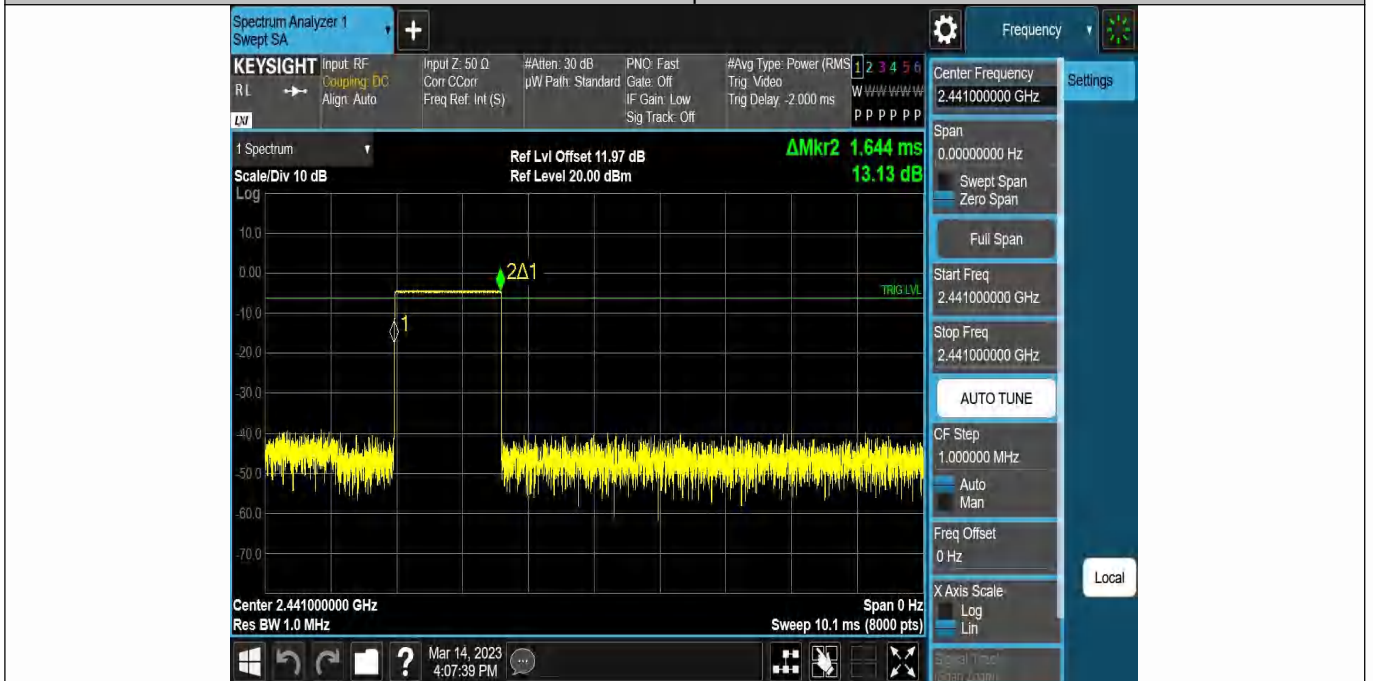 Spectrum Analyzer 1
Swept SA
+
Frequency
KEYSIGHT
RL
LXI
Input: RF
Coupling: DC
Align: Auto
Input Z: 50 Ω
Corr CCorr
Freq Ref: Int (S)
#Atten: 30 dB
µW Path: Standard
PNO: Fast
Gate: Off
IF Gain: Low
Sig Track: Off
#Avg Type: Power (RMS
Trig: Video
Trig Delay: -2.000 ms
1 2 3 4 5 6
W W W W W W
P P P P P P
1 Spectrum
Scale/Div 10 dB
Log
Ref Lvl Offset 11.97 dB
Ref Level 20.00 dBm
ΔMkr2 1.644 ms
13.13 dB
10.0
0.00
-10.0
-20.0
-30.0
-40.0
-50.0
-60.0
-70.0
2Δ1
1
TRIG LVL
Center 2.441000000 GHz
Res BW 1.0 MHz
Span 0 Hz
Sweep 10.1 ms (8000 pts)
Center Frequency
2.441000000 GHz
Settings
Span
0.00000000 Hz
Swept Span
Zero Span
Full Span
Start Freq
2.441000000 GHz
Stop Freq
2.441000000 GHz
AUTO TUNE
CF Step
1.000000 MHz
Auto
Man
Freq Offset
0 Hz
X Axis Scale
Log
Lin
Signal Track
(Span Zoom)
Local
?
Mar 14, 2023
4:07:39 PM